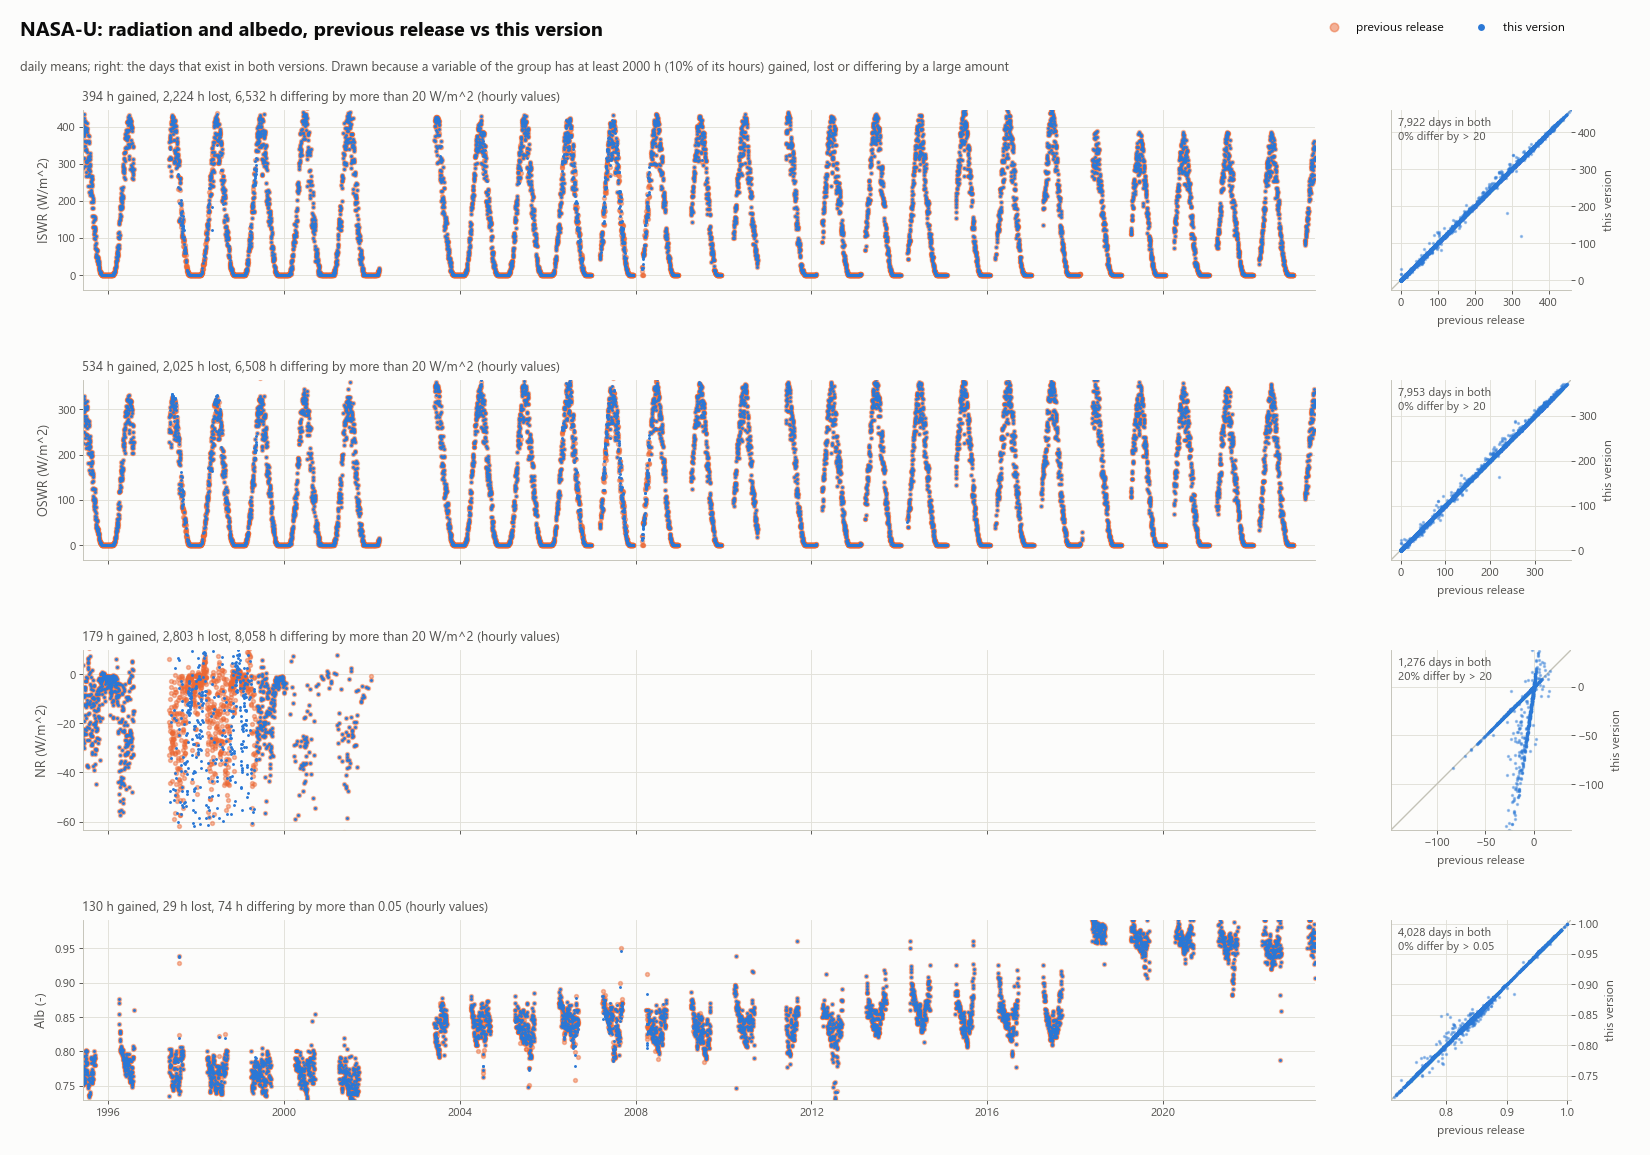 NASA-U: radiation and albedo, previous release vs this version
previous release
this version
daily means; right: the days that exist in both versions. Drawn because a variable of the group has at least 2000 h (10% of its hours) gained, lost or differing by a large amount
394 h gained, 2,224 h lost, 6,532 h differing by more than 20 W/m^2 (hourly values)
ISWR (W/m^2)
400
300
200
100
0
7,922 days in both
0% differ by > 20
400
300
200
100
0
this version
0 100 200 300 400
previous release
534 h gained, 2,025 h lost, 6,508 h differing by more than 20 W/m^2 (hourly values)
OSWR (W/m^2)
300
200
100
0
7,953 days in both
0% differ by > 20
300
200
100
0
this version
0 100 200 300
previous release
179 h gained, 2,803 h lost, 8,058 h differing by more than 20 W/m^2 (hourly values)
NR (W/m^2)
0
−20
−40
−60
1,276 days in both
20% differ by > 20
0
−50
−100
this version
−100 −50 0
previous release
130 h gained, 29 h lost, 74 h differing by more than 0.05 (hourly values)
Alb (-)
0.95
0.90
0.85
0.80
0.75
1996 2000 2004 2008 2012 2016 2020
4,028 days in both
0% differ by > 0.05
1.00
0.95
0.90
0.85
0.80
0.75
this version
0.8 0.9 1.0
previous release